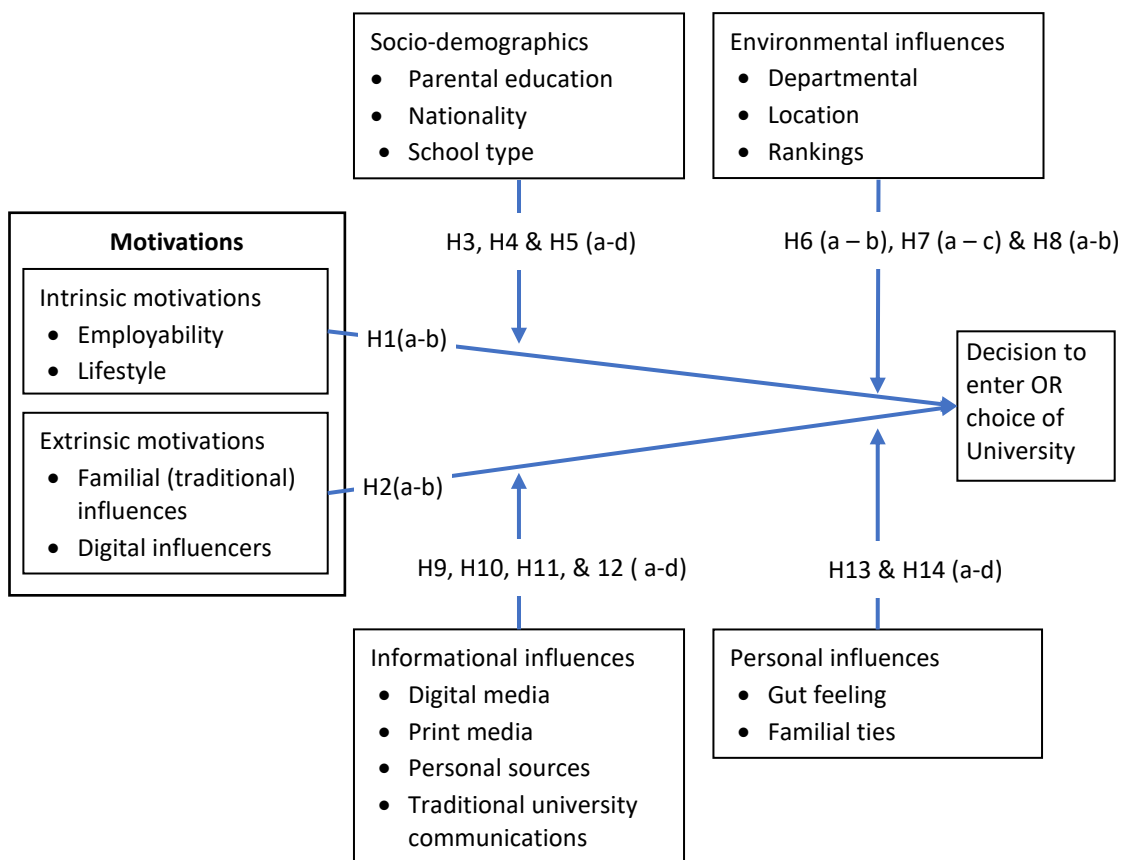 Socio-demographics
• Parental education
• Nationality
• School type
Environmental influences
• Departmental
• Location
• Rankings
H3, H4 & H5 (a-d)
H6 (a – b), H7 (a – c) & H8 (a-b)
Motivations
Intrinsic motivations
• Employability
• Lifestyle
H1(a-b)
Extrinsic motivations
• Familial (traditional)
influences
• Digital influencers
H2(a-b)
Decision to
enter OR
choice of
University
H9, H10, H11, & 12 ( a-d)
H13 & H14 (a-d)
Informational influences
• Digital media
• Print media
• Personal sources
• Traditional university
communications
Personal influences
• Gut feeling
• Familial ties